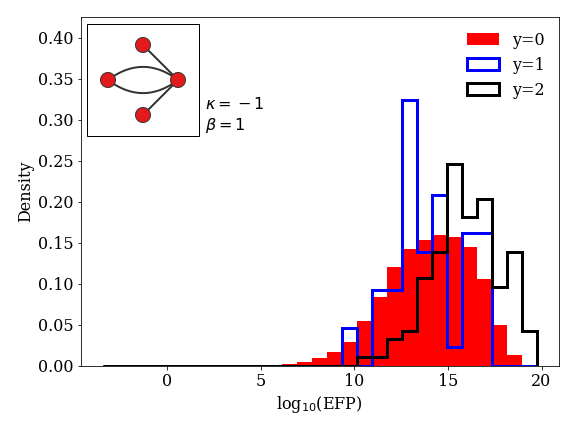 κ = −1
β = 1
y=0
y=1
y=2
Density
0.40
0.35
0.30
0.25
0.20
0.15
0.10
0.05
0.00
0 5 10 15 20
log₁₀(EFP)